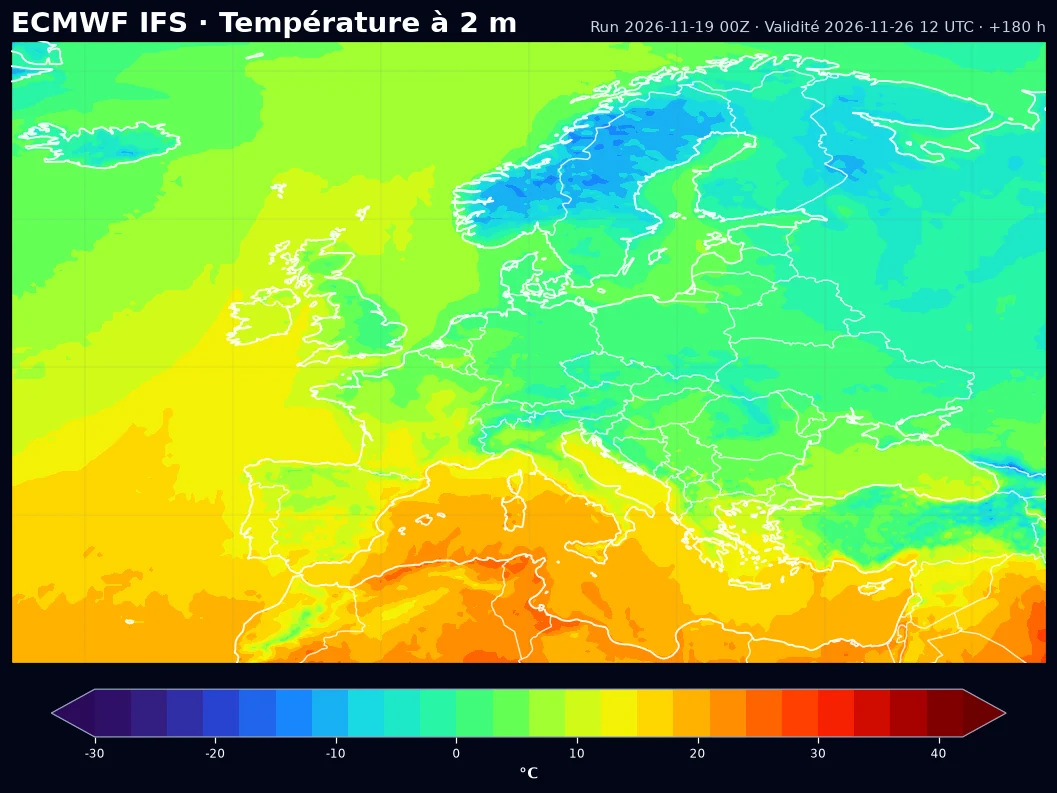 ECMWF IFS · Température à 2 m
Run 2026-11-19 00Z · Validité 2026-11-26 12 UTC · +180 h
-30 -20 -10 0 10 20 30 40
°C